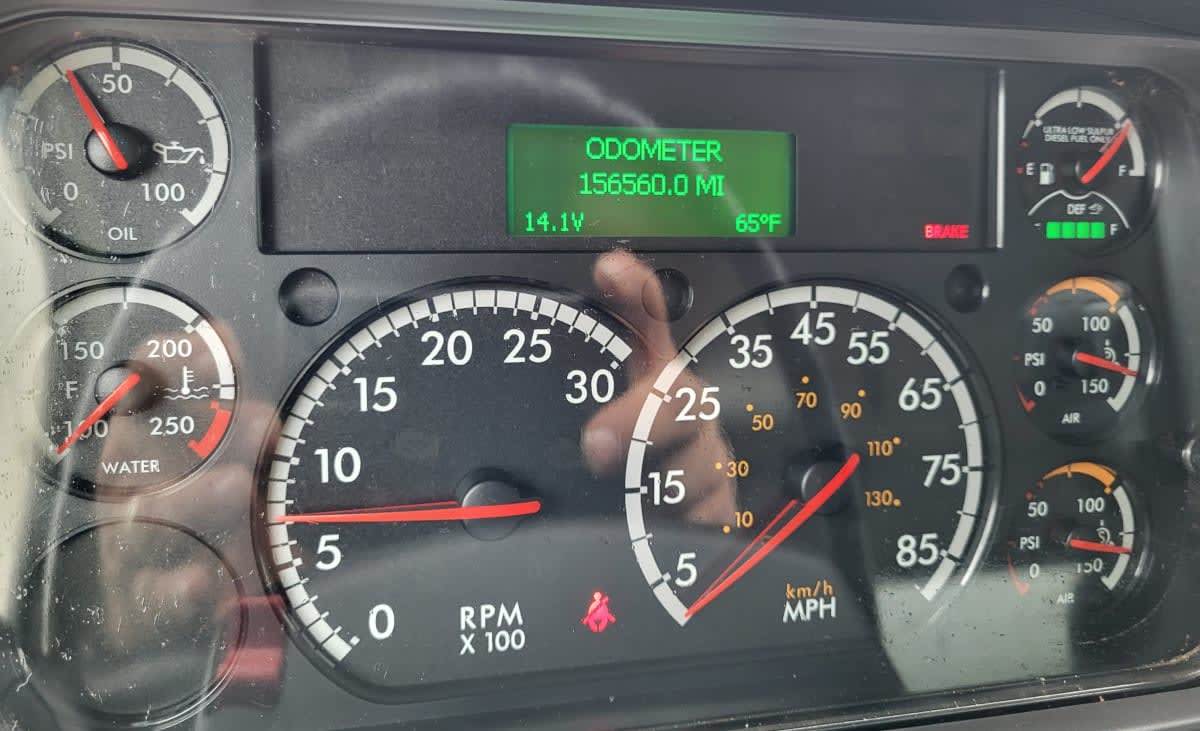 50
PSI
0
100
OIL
ODOMETER
156560.0 MI
14.1V
65°F
BRAKE
ULTRA LOW SULFUR
DIESEL FUEL ONLY
E
F
DEF
F
150
200
F
100
250
WATER
0
5
10
15
20
25
30
RPM
X 100
5
15
25
35
45
55
65
75
85
10
30
50
70
90
110
130
km/h
MPH
50
100
PSI
0
150
AIR
50
100
PSI
0
150
AIR